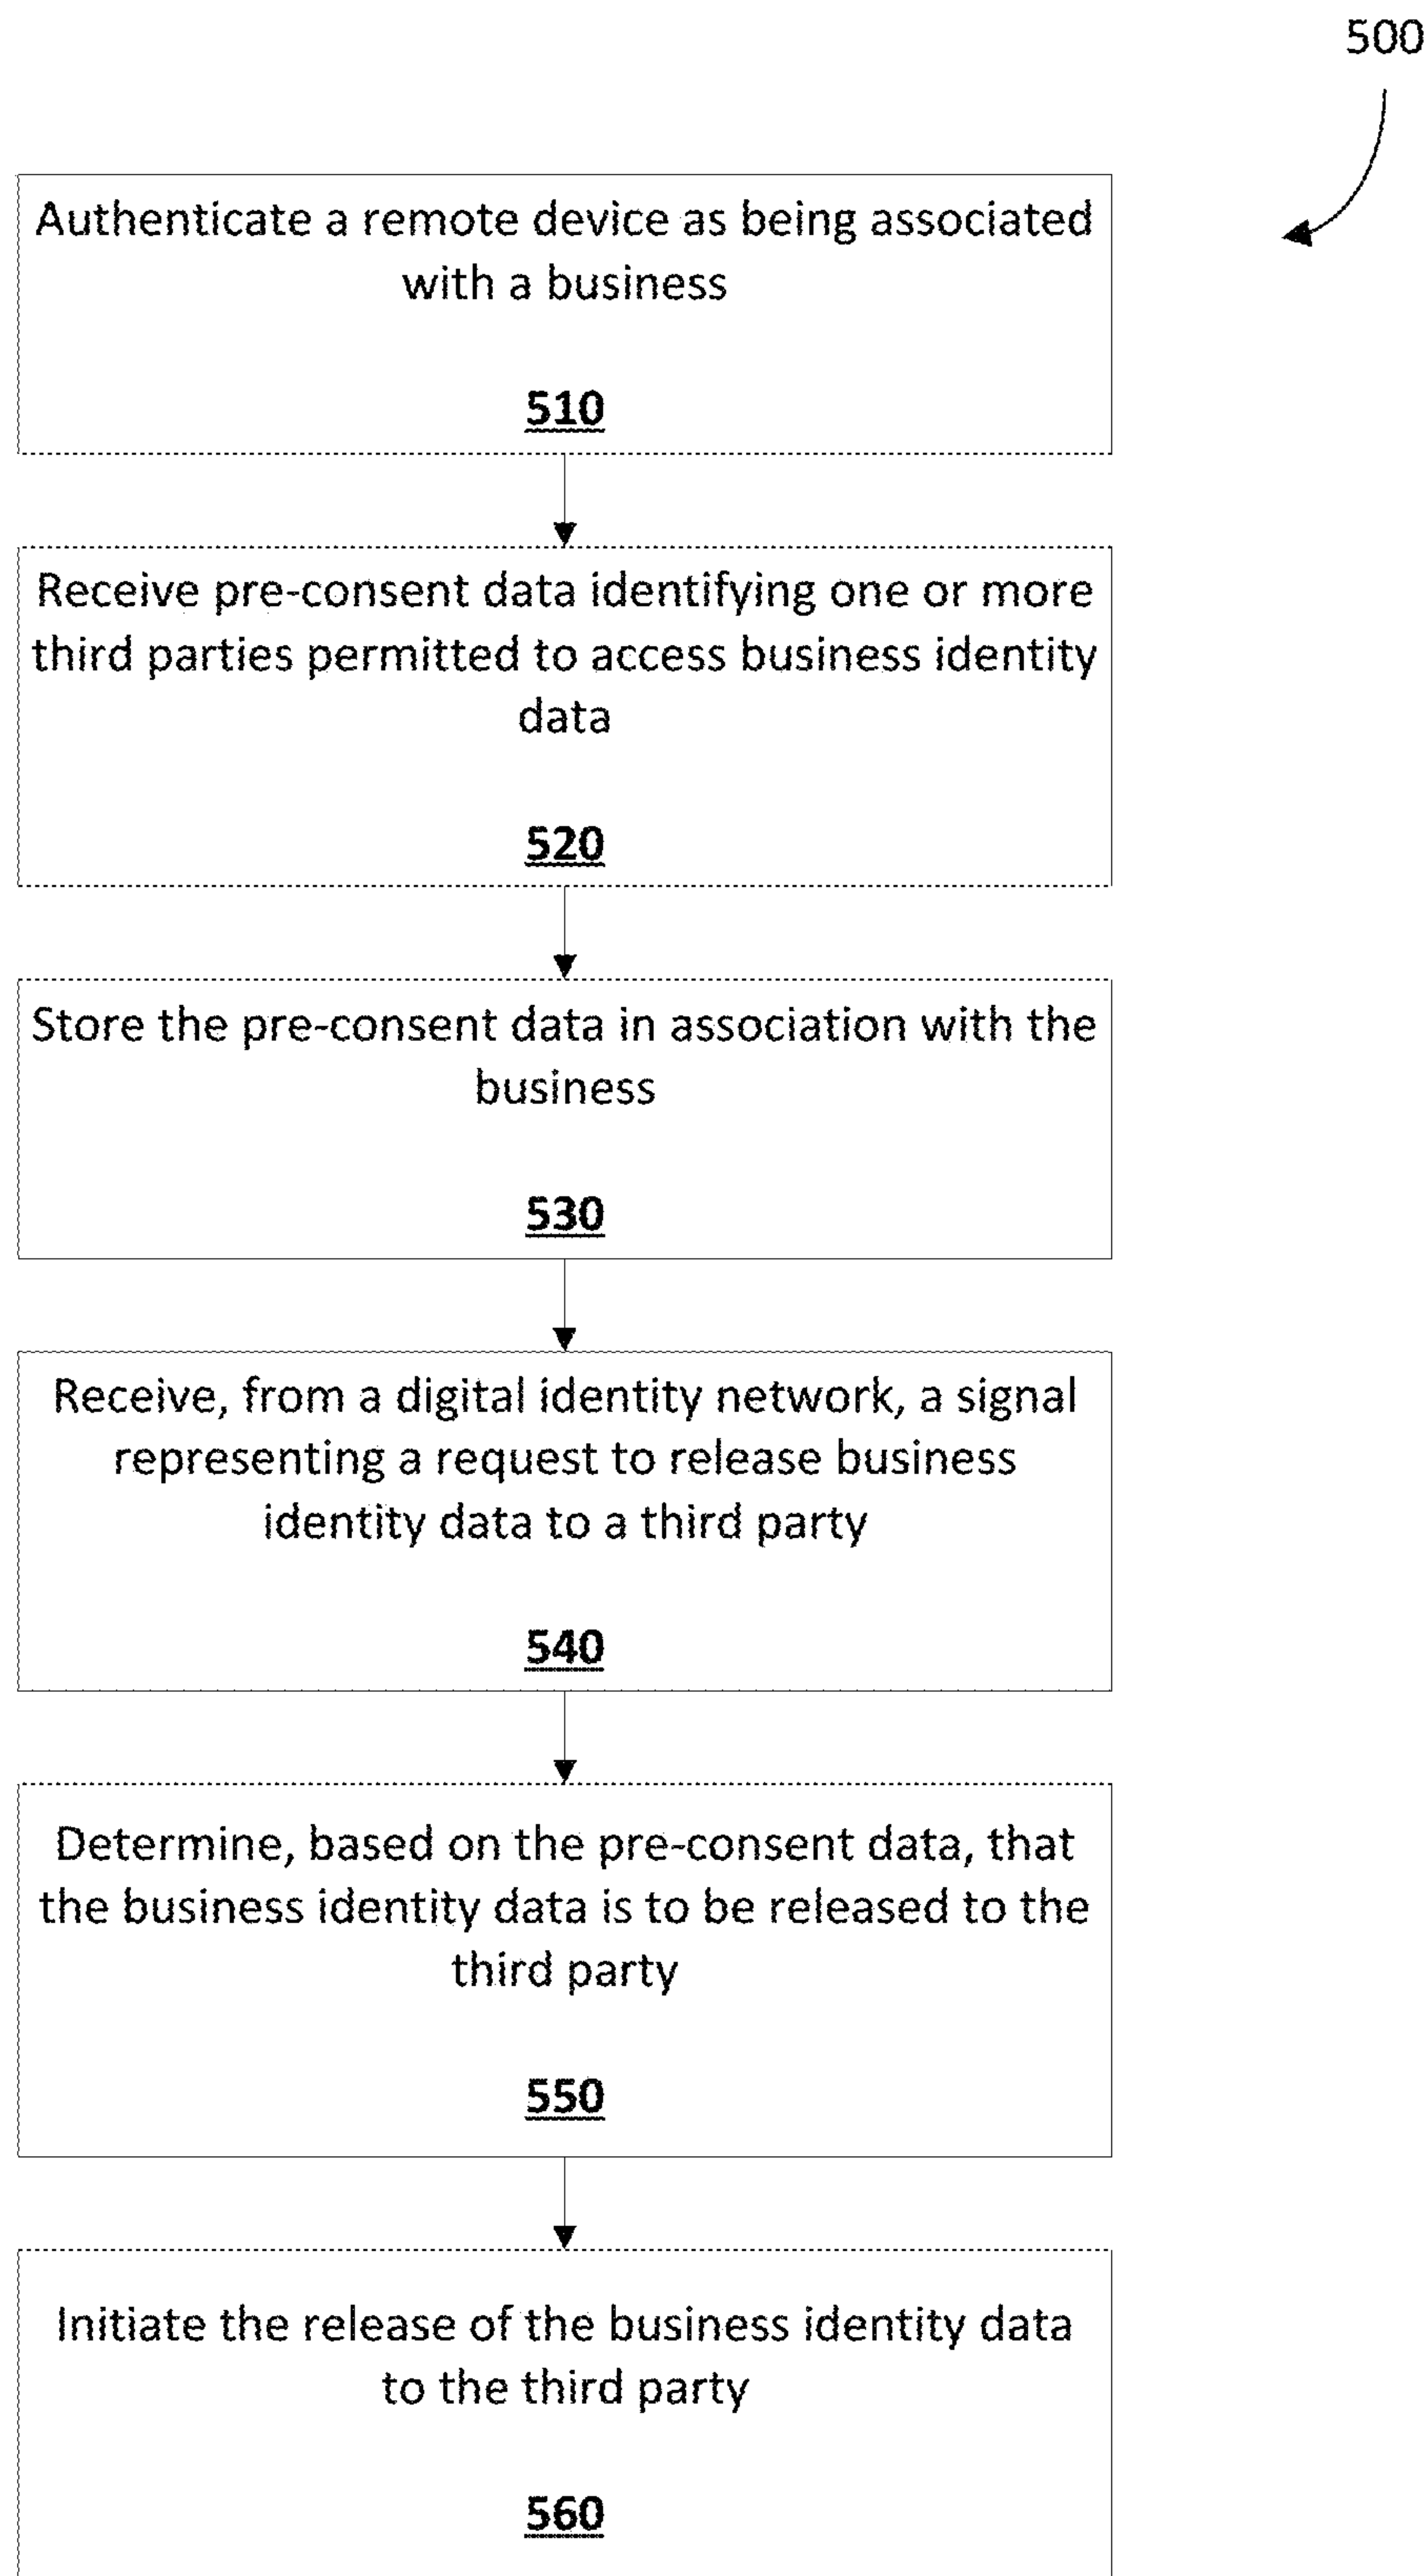 500
Authenticate a remote device as being associated
with a business
510
Receive pre-consent data identifying one or more
third parties permitted to access business identity
data
520
Store the pre-consent data in association with the
business
530
Receive, from a digital identity network, a signal
representing a request to release business
identity data to a third party
540
Determine, based on the pre-consent data, that
the business identity data is to be released to the
third party
550
Initiate the release of the business identity data
to the third party
560